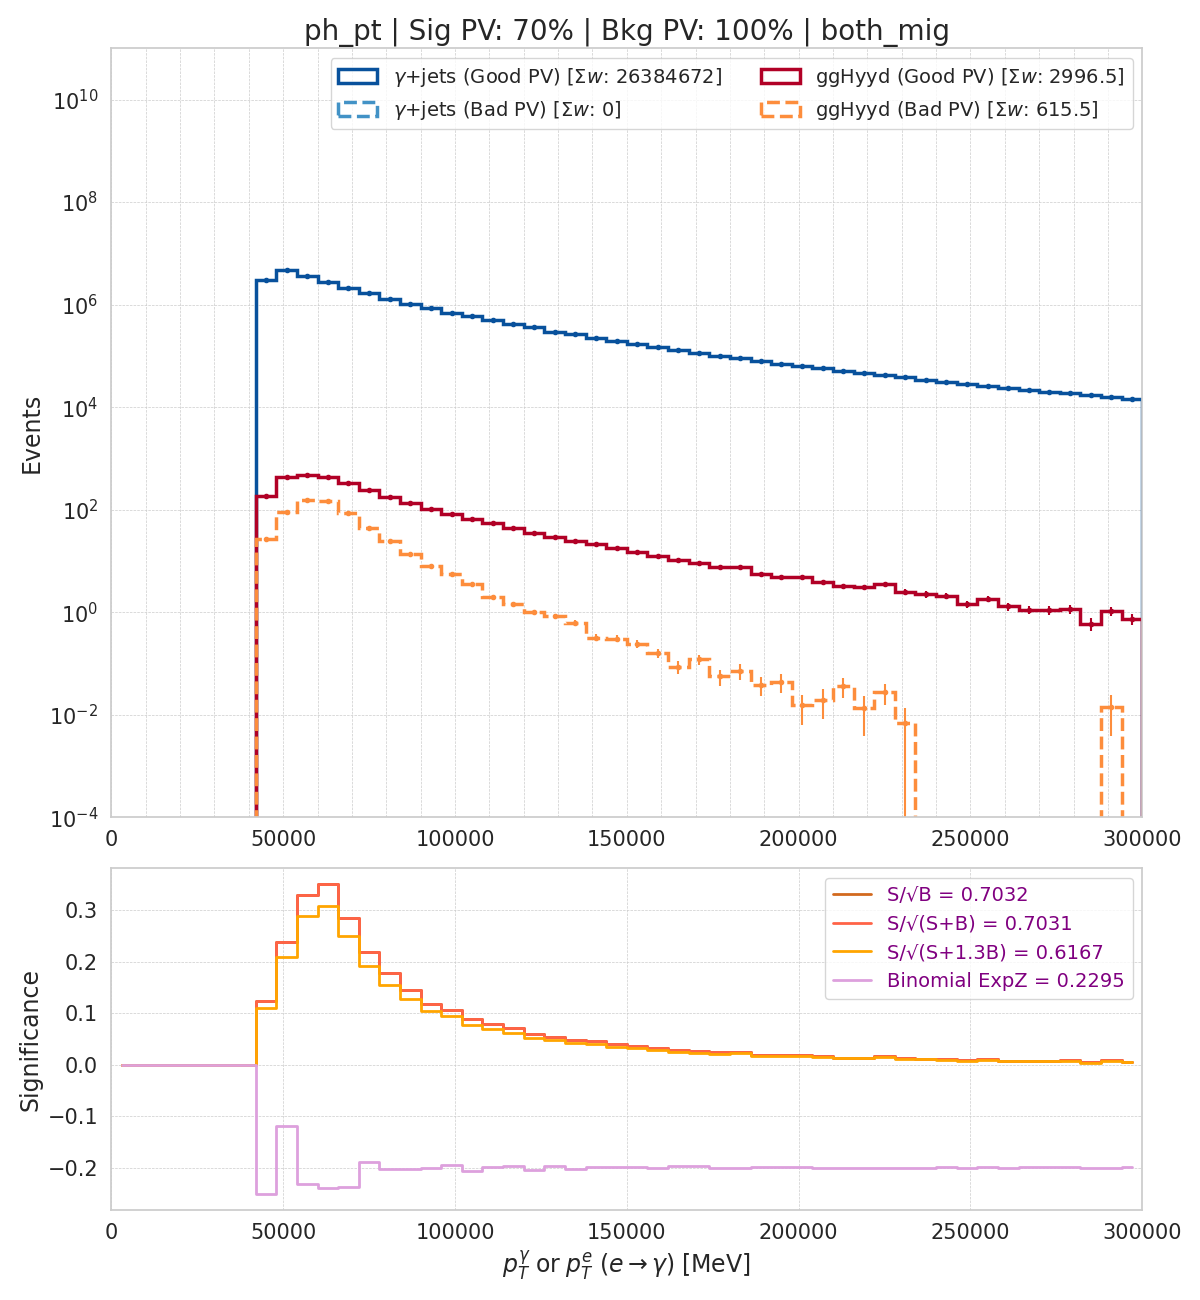 ph_pt | Sig PV: 70% | Bkg PV: 100% | both_mig
γ+jets (Good PV) [Σw: 26384672]
γ+jets (Bad PV) [Σw: 0]
ggHyyd (Good PV) [Σw: 2996.5]
ggHyyd (Bad PV) [Σw: 615.5]
Events
10^10
10^8
10^6
10^4
10^2
10^0
10^−2
10^−4
0 50000 100000 150000 200000 250000 300000
S/√B = 0.7032
S/√(S+B) = 0.7031
S/√(S+1.3B) = 0.6167
Binomial ExpZ = 0.2295
Significance
0.3
0.2
0.1
0.0
−0.1
−0.2
0 50000 100000 150000 200000 250000 300000
p_T^γ or p_T^e (e→γ) [MeV]